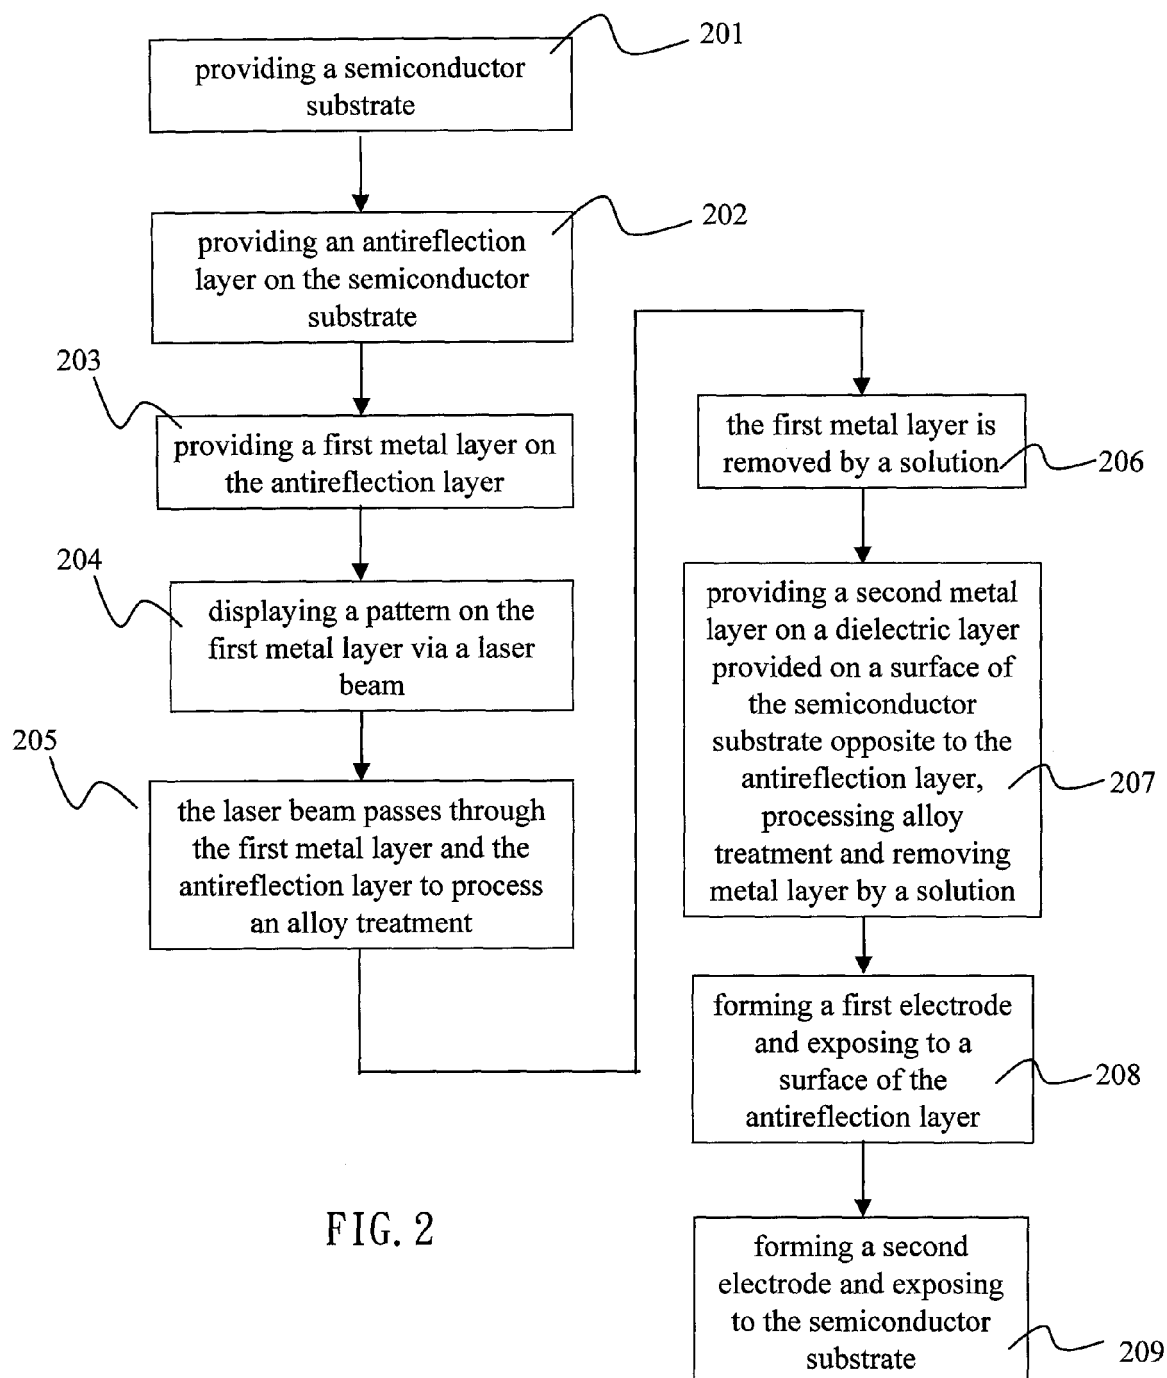 201
providing a semiconductor
substrate
202
providing an antireflection
layer on the semiconductor
substrate
203
providing a first metal layer on
the antireflection layer
204
displaying a pattern on the
first metal layer via a laser
beam
205
the laser beam passes through
the first metal layer and the
antireflection layer to process
an alloy treatment
the first metal layer is
removed by a solution
206
providing a second metal
layer on a dielectric layer
provided on a surface of
the semiconductor
substrate opposite to the
antireflection layer,
processing alloy
treatment and removing
metal layer by a solution
207
forming a first electrode
and exposing to a
surface of the
antireflection layer
208
forming a second
electrode and exposing
to the semiconductor
substrate
209
FIG. 2